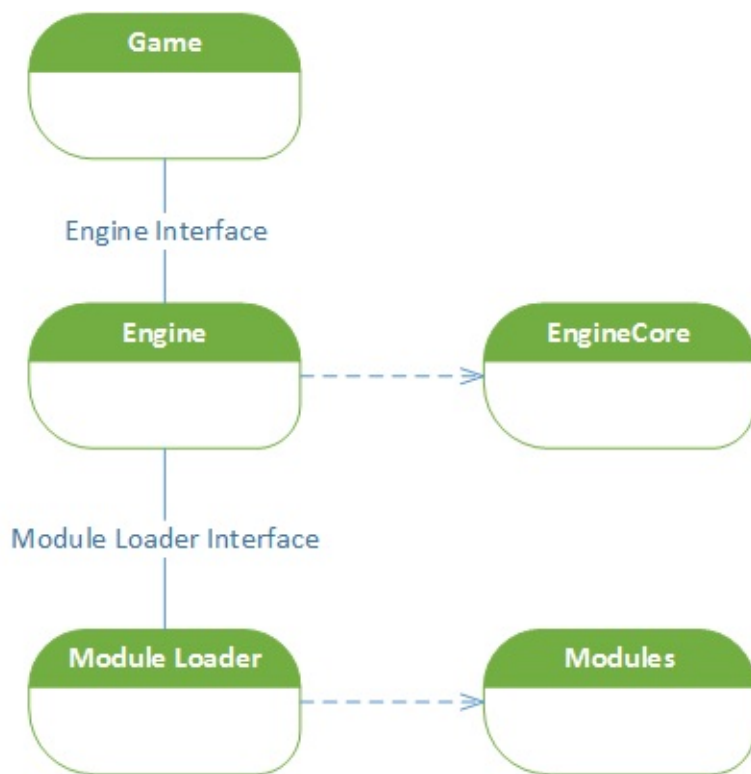 Game
Engine Interface
Engine
EngineCore
Module Loader Interface
Module Loader
Modules